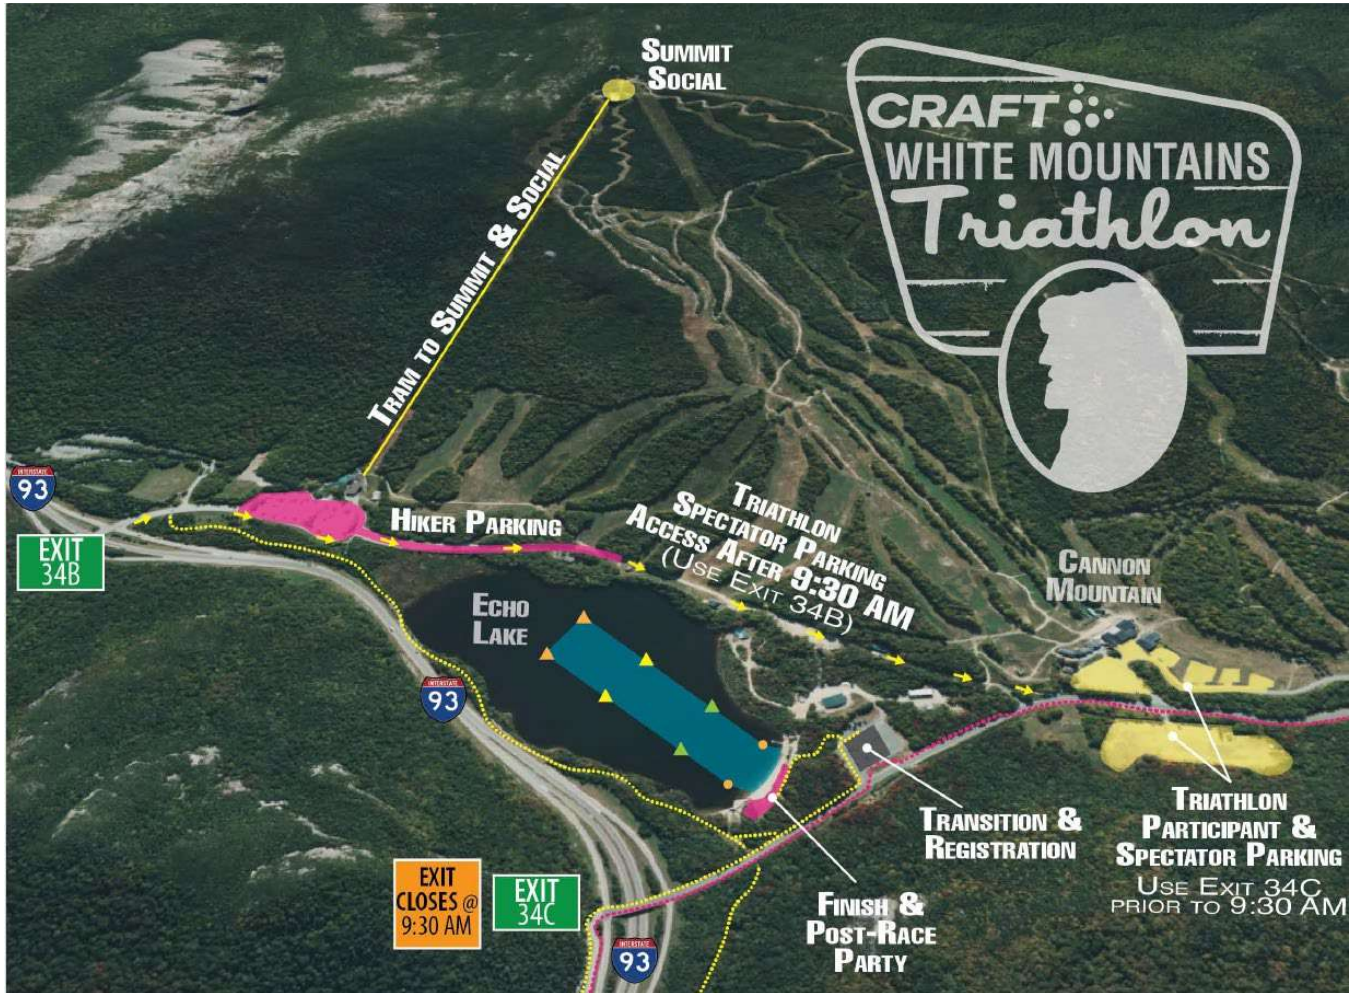 SUMMIT
SOCIAL
CRAFT
WHITE MOUNTAINS
Triathlon
TRAM TO SUMMIT & SOCIAL
INTERSTATE
93
EXIT
34B
HIKER PARKING
TRIATHLON
SPECTATOR PARKING
ACCESS AFTER 9:30 AM
(USE EXIT 34B)
CANNON
MOUNTAIN
ECHO
LAKE
INTERSTATE
93
TRANSITION &
REGISTRATION
TRIATHLON
PARTICIPANT &
SPECTATOR PARKING
USE EXIT 34C
PRIOR TO 9:30 AM
EXIT
CLOSES @
9:30 AM
EXIT
34C
FINISH &
POST-RACE
PARTY
INTERSTATE
93